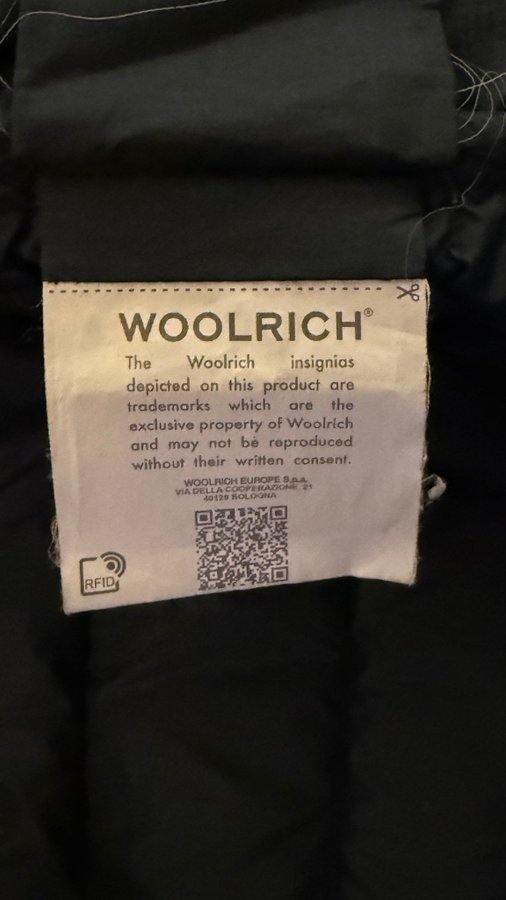 WOOLRICH®
The Woolrich insignias
depicted on this product are
trademarks which are the
exclusive property of Woolrich
and may not be reproduced
without their written consent.
WOOLRICH EUROPE S.p.a.
VIA DELLA COOPERAZIONE 21
40129 BOLOGNA
RFID